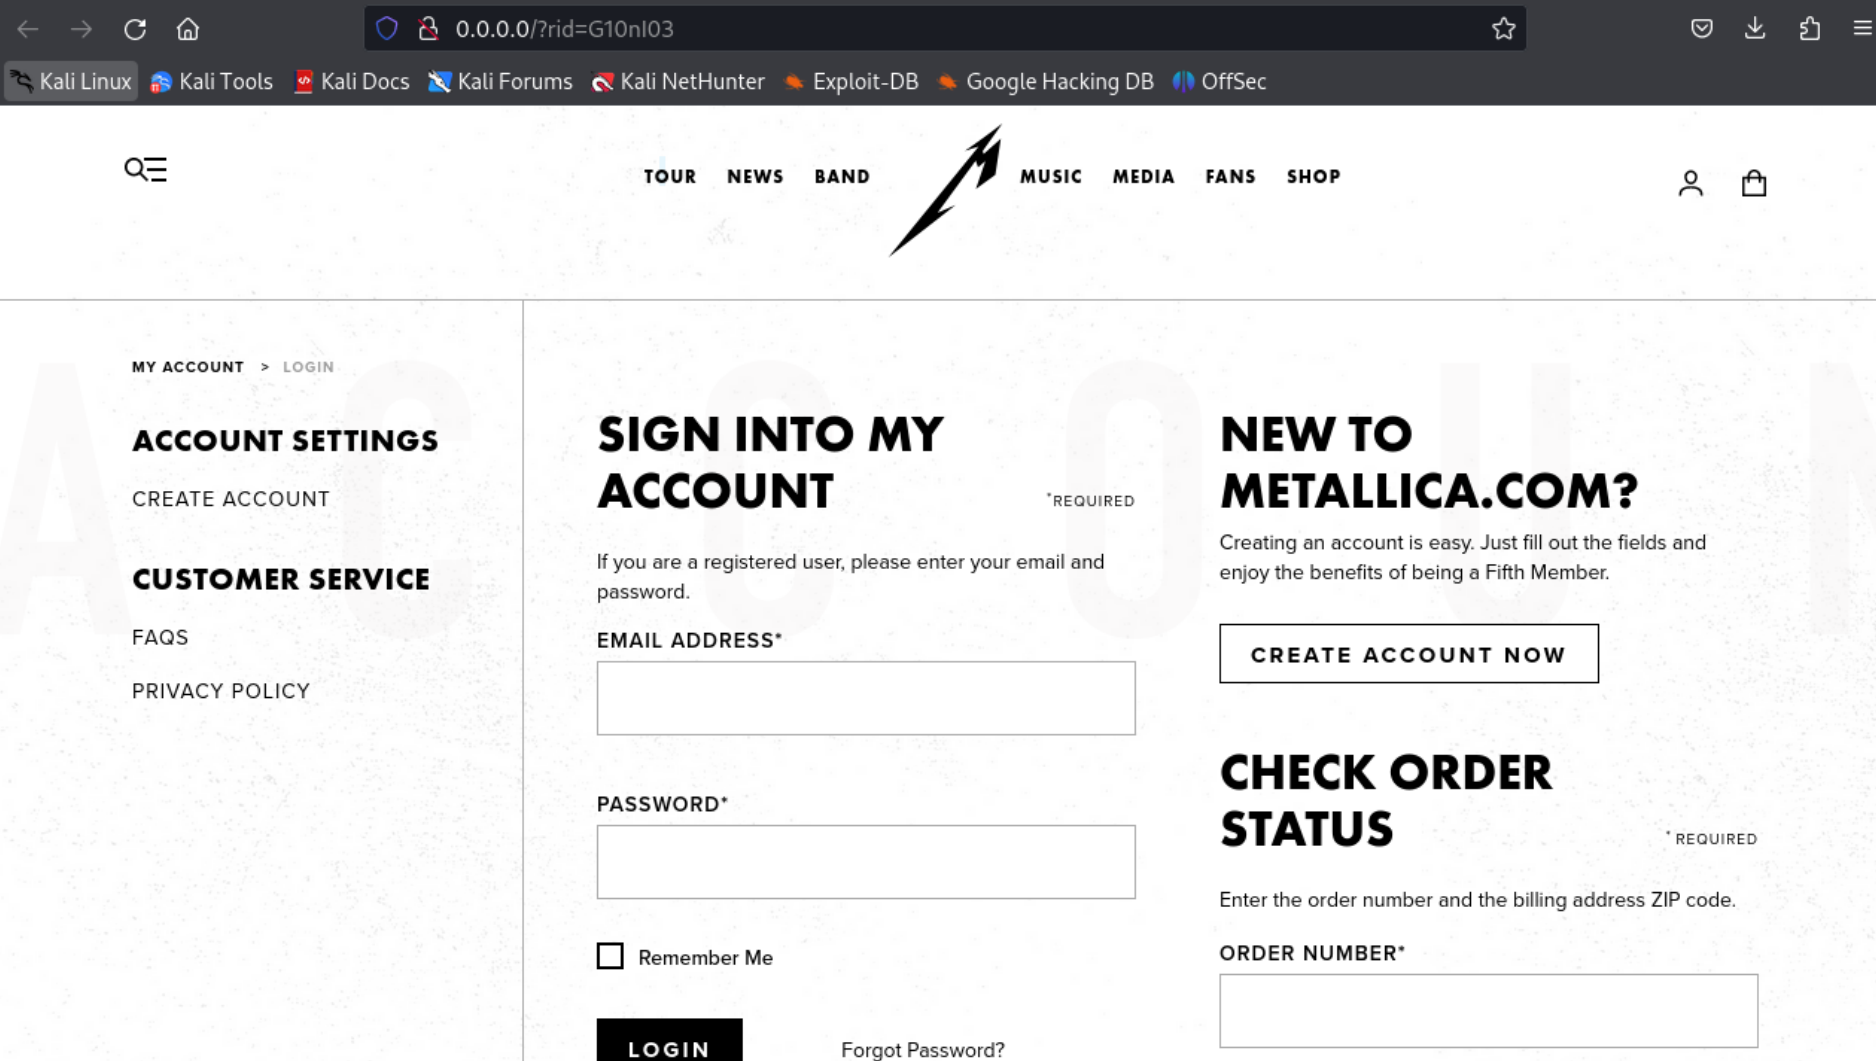 0.0.0.0/?rid=G10nI03
Kali Linux Kali Tools Kali Docs Kali Forums Kali NetHunter Exploit-DB Google Hacking DB OffSec
TOUR NEWS BAND MUSIC MEDIA FANS SHOP
MY ACCOUNT > LOGIN
ACCOUNT SETTINGS
CREATE ACCOUNT
CUSTOMER SERVICE
FAQS
PRIVACY POLICY
ACCOUN
SIGN INTO MY
ACCOUNT
*REQUIRED
If you are a registered user, please enter your email and
password.
EMAIL ADDRESS*
PASSWORD*
Remember Me
LOGIN
Forgot Password?
NEW TO
METALLICA.COM?
Creating an account is easy. Just fill out the fields and
enjoy the benefits of being a Fifth Member.
CREATE ACCOUNT NOW
CHECK ORDER
STATUS
* REQUIRED
Enter the order number and the billing address ZIP code.
ORDER NUMBER*